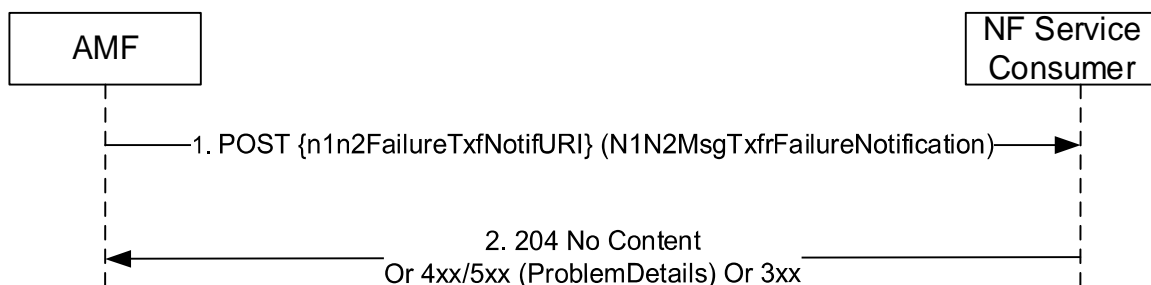 AMF
NF Service
Consumer
1. POST {n1n2FailureTxfNotifURI} (N1N2MsgTxfrFailureNotification)
2. 204 No Content
Or 4xx/5xx (ProblemDetails) Or 3xx